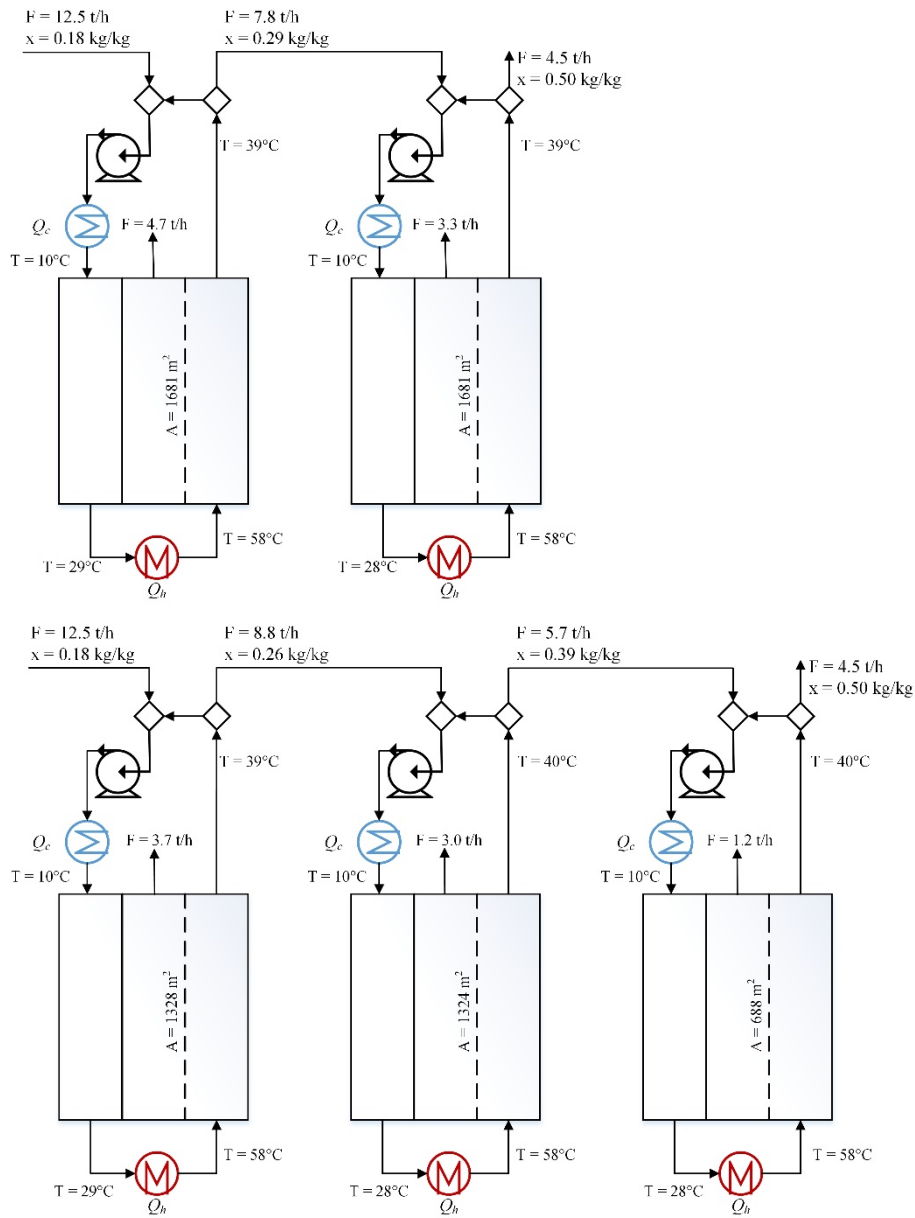 F = 12.5 t/h
x = 0.18 kg/kg
F = 7.8 t/h
x = 0.29 kg/kg
F = 4.5 t/h
x = 0.50 kg/kg
T = 39°C
T = 39°C
Qc
F = 4.7 t/h
Qc
F = 3.3 t/h
T = 10°C
T = 10°C
A = 1681 m²
A = 1681 m²
T = 58°C
T = 58°C
T = 29°C
T = 28°C
Qh
Qh
F = 12.5 t/h
x = 0.18 kg/kg
F = 8.8 t/h
x = 0.26 kg/kg
F = 5.7 t/h
x = 0.39 kg/kg
F = 4.5 t/h
x = 0.50 kg/kg
T = 39°C
T = 40°C
T = 40°C
Qc
F = 3.7 t/h
Qc
F = 3.0 t/h
Qc
F = 1.2 t/h
T = 10°C
T = 10°C
T = 10°C
A = 1328 m²
A = 1324 m²
A = 688 m²
T = 58°C
T = 58°C
T = 58°C
T = 29°C
T = 28°C
T = 28°C
Qh
Qh
Qh